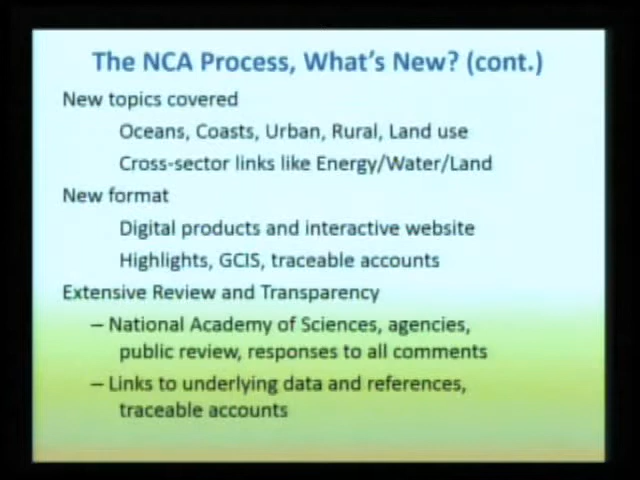 The NCA Process, What's New? (cont.)
New topics covered
Oceans, Coasts, Urban, Rural, Land use
Cross-sector links like Energy/Water/Land
New format
Digital products and interactive website
Highlights, GCIS, traceable accounts
Extensive Review and Transparency
– National Academy of Sciences, agencies,
public review, responses to all comments
– Links to underlying data and references,
traceable accounts